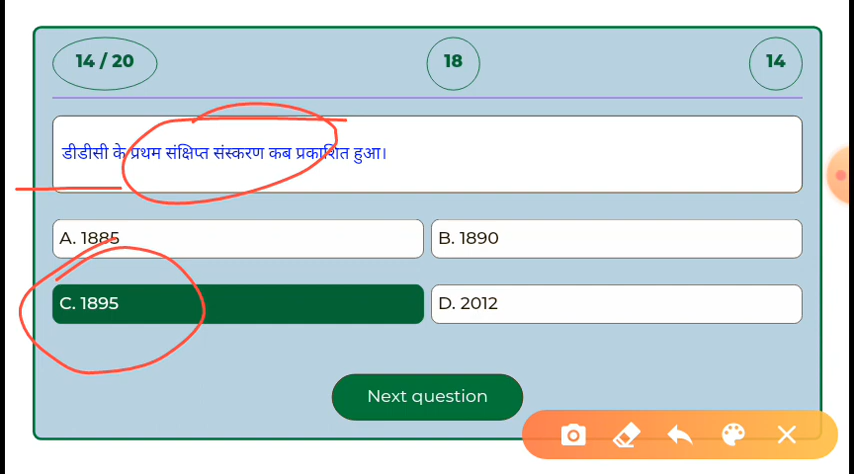 14 / 20
18
14
डीडीसी के प्रथम संक्षिप्त संस्करण कब प्रकाशित हुआ।
A. 1885
B. 1890
C. 1895
D. 2012
Next question